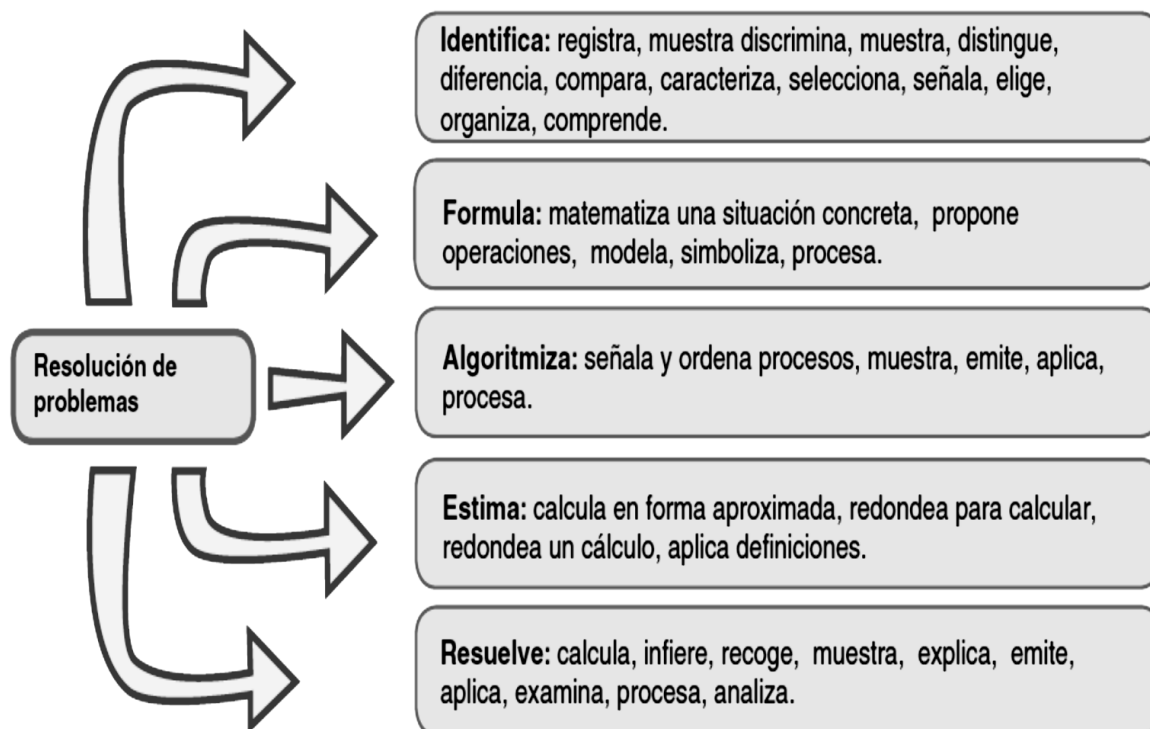 Identifica: registra, muestra discrimina, muestra, distingue,
diferencia, compara, caracteriza, selecciona, señala, elige,
organiza, comprende.
Formula: matematiza una situación concreta, propone
operaciones, modela, simboliza, procesa.
Resolución de
problemas
Algoritmiza: señala y ordena procesos, muestra, emite, aplica,
procesa.
Estima: calcula en forma aproximada, redondea para calcular,
redondea un cálculo, aplica definiciones.
Resuelve: calcula, infiere, recoge, muestra, explica, emite,
aplica, examina, procesa, analiza.